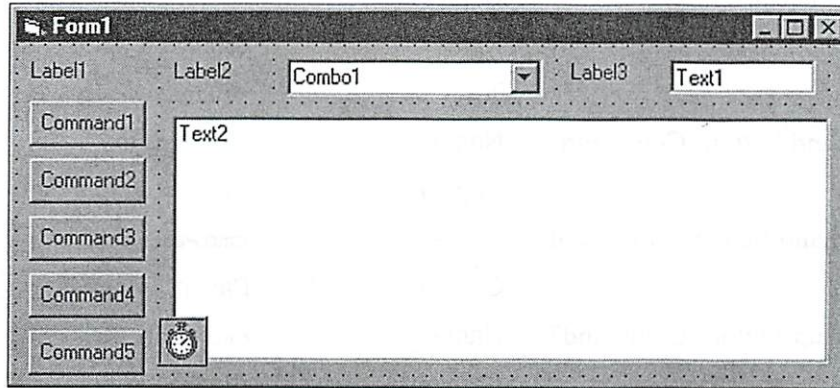 Form1
Label1 Label2 Combo1 Label3 Text1
Command1
Text2
Command2
Command3
Command4
Command5